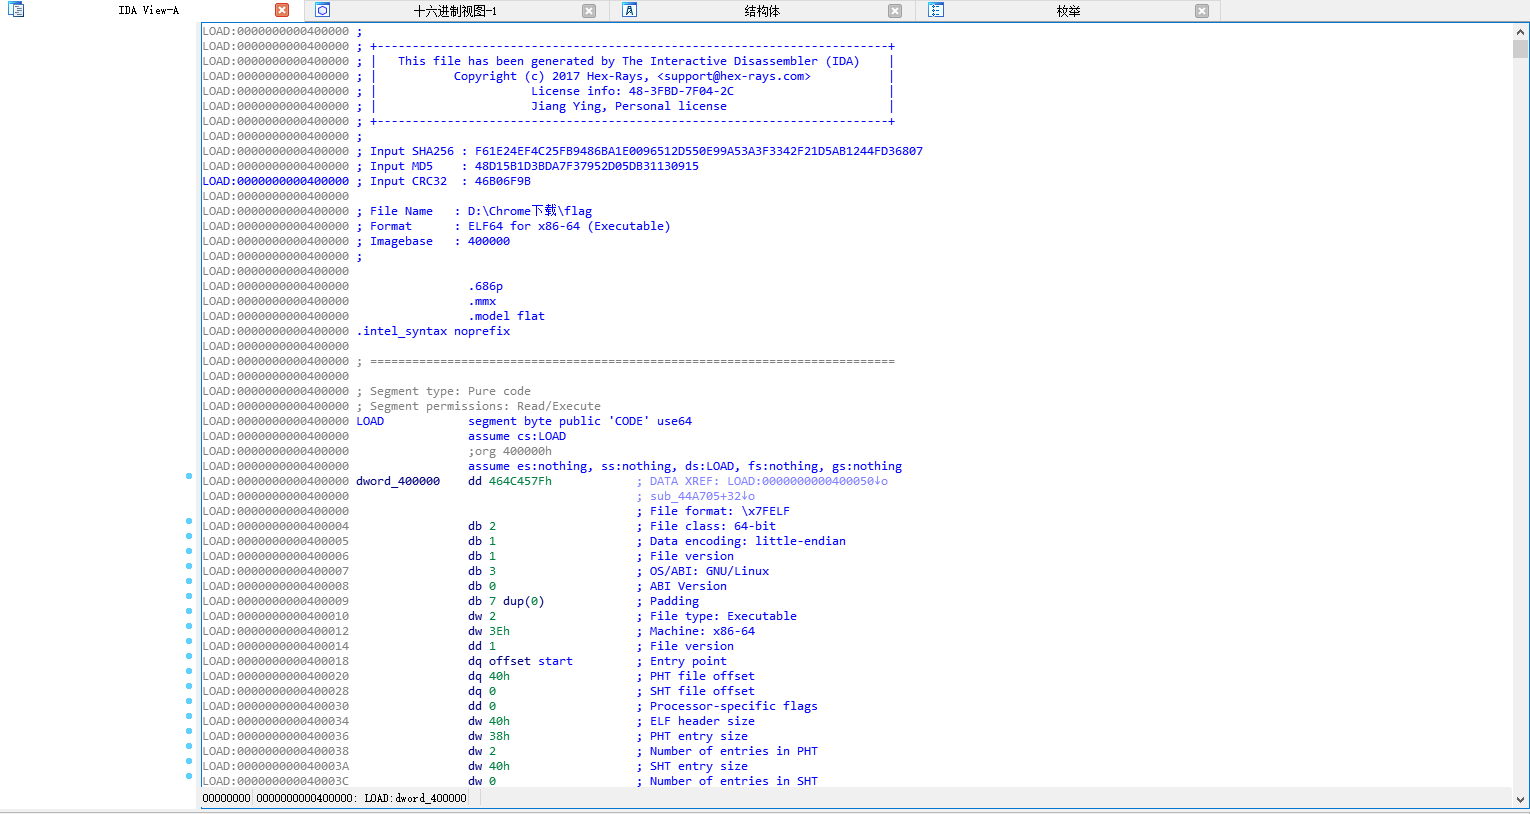 IDA View-A 十六进制视图-1 结构体 枚举
LOAD:0000000000400000 ;
LOAD:0000000000400000 ; +-------------------------------------------------------------------------+
LOAD:0000000000400000 ; | This file has been generated by The Interactive Disassembler (IDA) |
LOAD:0000000000400000 ; | Copyright (c) 2017 Hex-Rays, <support@hex-rays.com> |
LOAD:0000000000400000 ; | License info: 48-3FBD-7F04-2C |
LOAD:0000000000400000 ; | Jiang Ying, Personal license |
LOAD:0000000000400000 ; +-------------------------------------------------------------------------+
LOAD:0000000000400000 ;
LOAD:0000000000400000 ; Input SHA256 : F61E24EF4C25FB9486BA1E0096512D550E99A53A3F3342F21D5AB1244FD36807
LOAD:0000000000400000 ; Input MD5 : 48D15B1D3BDA7F37952D05DB31130915
LOAD:0000000000400000 ; Input CRC32 : 46B06F9B
LOAD:0000000000400000
LOAD:0000000000400000 ; File Name : D:\Chrome下载\flag
LOAD:0000000000400000 ; Format : ELF64 for x86-64 (Executable)
LOAD:0000000000400000 ; Imagebase : 400000
LOAD:0000000000400000 ;
LOAD:0000000000400000
LOAD:0000000000400000 .686p
LOAD:0000000000400000 .mmx
LOAD:0000000000400000 .model flat
LOAD:0000000000400000 .intel_syntax noprefix
LOAD:0000000000400000
LOAD:0000000000400000 ; ===========================================================================
LOAD:0000000000400000
LOAD:0000000000400000 ; Segment type: Pure code
LOAD:0000000000400000 ; Segment permissions: Read/Execute
LOAD:0000000000400000 LOAD segment byte public 'CODE' use64
LOAD:0000000000400000 assume cs:LOAD
LOAD:0000000000400000 ;org 400000h
LOAD:0000000000400000 assume es:nothing, ss:nothing, ds:LOAD, fs:nothing, gs:nothing
LOAD:0000000000400000 dword_400000 dd 464C457Fh ; DATA XREF: LOAD:0000000000400050↓o
LOAD:0000000000400000 ; sub_44A705+32↓o
LOAD:0000000000400000 ; File format: \x7FELF
LOAD:0000000000400004 db 2 ; File class: 64-bit
LOAD:0000000000400005 db 1 ; Data encoding: little-endian
LOAD:0000000000400006 db 1 ; File version
LOAD:0000000000400007 db 3 ; OS/ABI: GNU/Linux
LOAD:0000000000400008 db 0 ; ABI Version
LOAD:0000000000400009 db 7 dup(0) ; Padding
LOAD:0000000000400010 dw 2 ; File type: Executable
LOAD:0000000000400012 dw 3Eh ; Machine: x86-64
LOAD:0000000000400014 dd 1 ; File version
LOAD:0000000000400018 dq offset start ; Entry point
LOAD:0000000000400020 dq 40h ; PHT file offset
LOAD:0000000000400028 dq 0 ; SHT file offset
LOAD:0000000000400030 dd 0 ; Processor-specific flags
LOAD:0000000000400034 dw 40h ; ELF header size
LOAD:0000000000400036 dw 38h ; PHT entry size
LOAD:0000000000400038 dw 2 ; Number of entries in PHT
LOAD:000000000040003A dw 40h ; SHT entry size
LOAD:000000000040003C dw 0 ; Number of entries in SHT
00000000 0000000000400000: LOAD:dword_400000